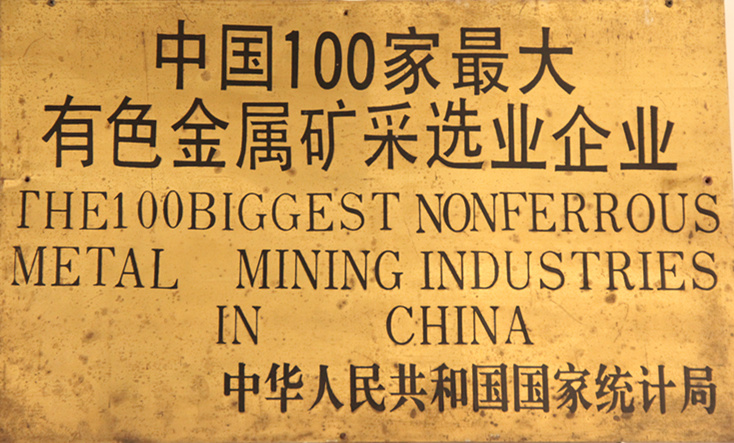 中国100家最大
有色金属矿采选业企业
THE100BIGGEST NONFERROUS
METAL MINING INDUSTRIES
IN CHINA
中华人民共和国国家统计局